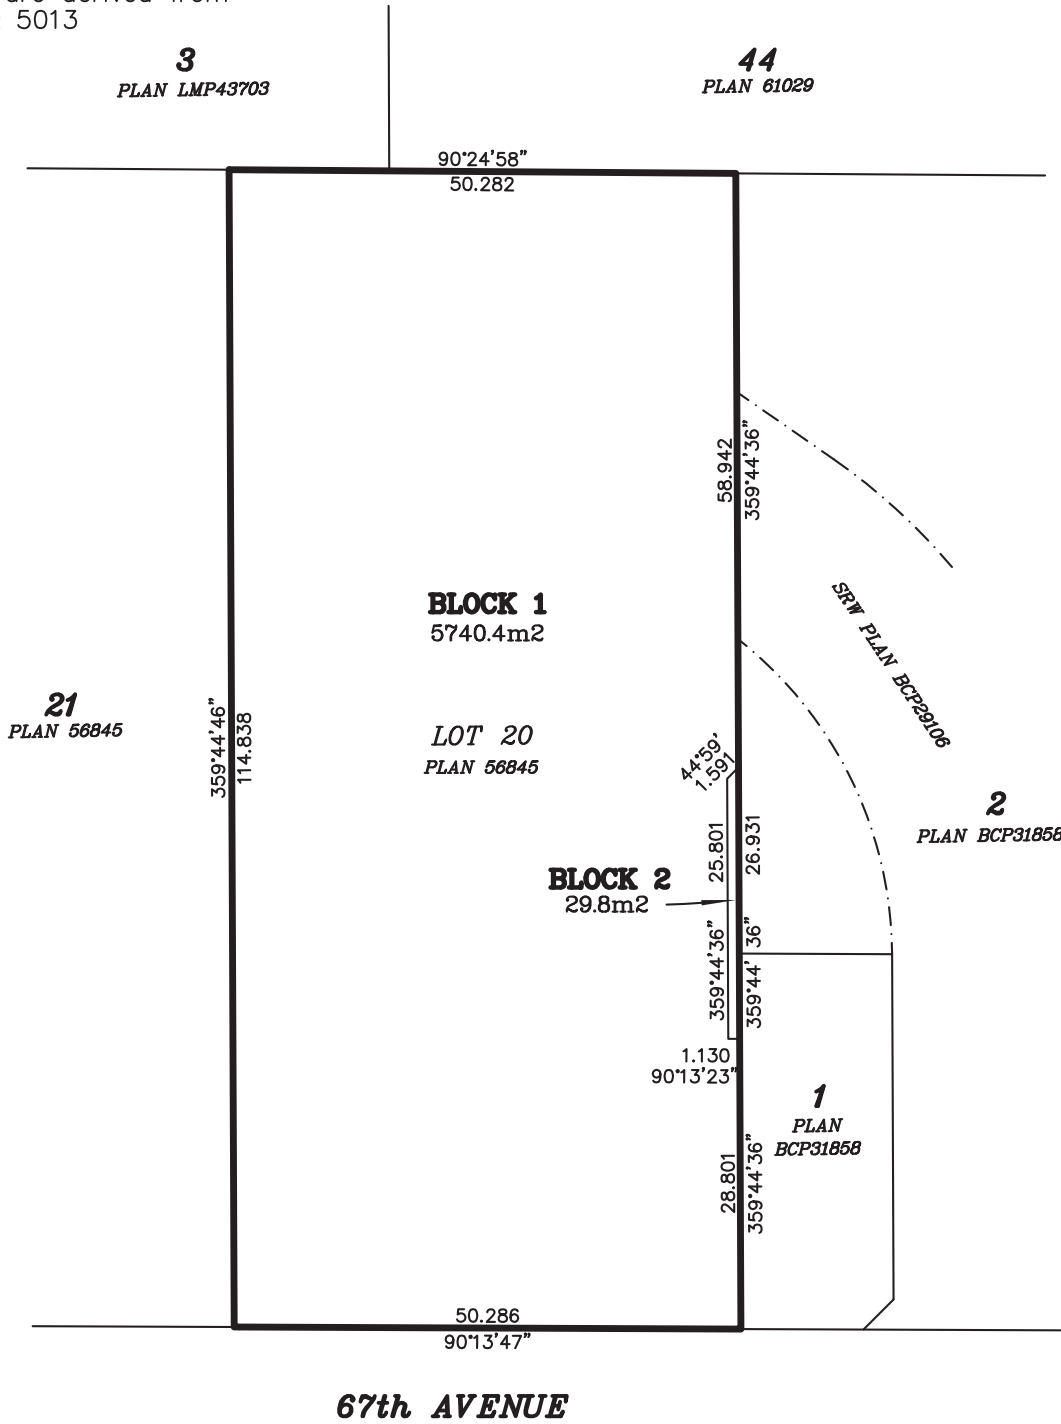 are derived from
5013
3
PLAN LMP43703
44
PLAN 61029
90°24'58"
50.282
58.942
359°44'36"
SRW PLAN BCP29106
BLOCK 1
5740.4m2
21
PLAN 56845
359°44'46"
114.838
LOT 20
PLAN 56845
44°59'
1.591
2
PLAN BCP31858
25.801
26.931
BLOCK 2
29.8m2
359°44'36"
359°44' 36"
1.130
90°13'23"
1
PLAN
BCP31858
28.801
359°44'36"
50.286
90°13'47"
67th AVENUE